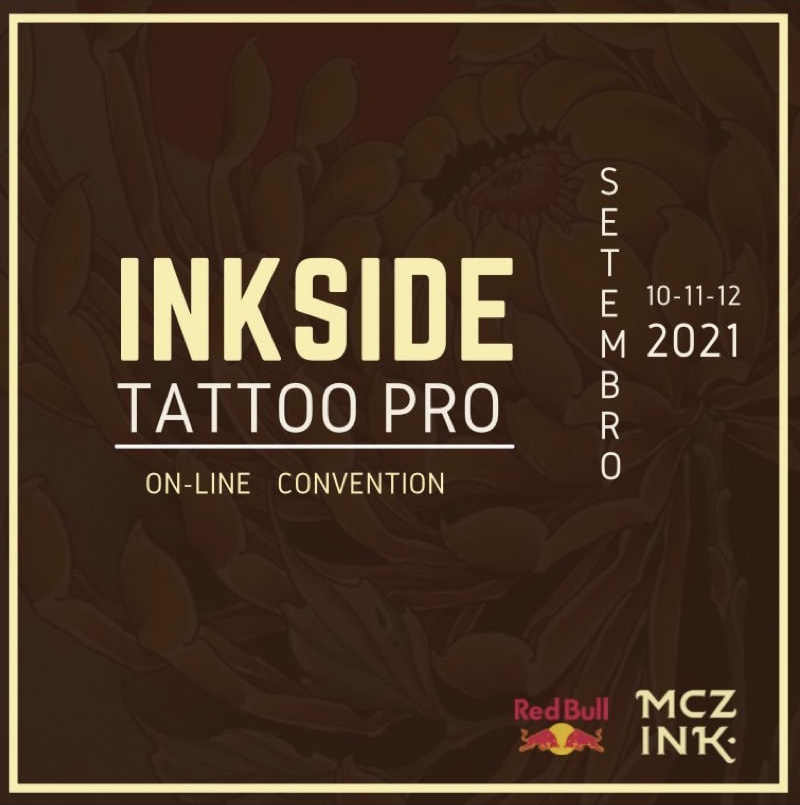 INKSIDE
TATTOO PRO
ON-LINE CONVENTION
SETEMBRO
10-11-12
2021
Red Bull
MCZ
INK.